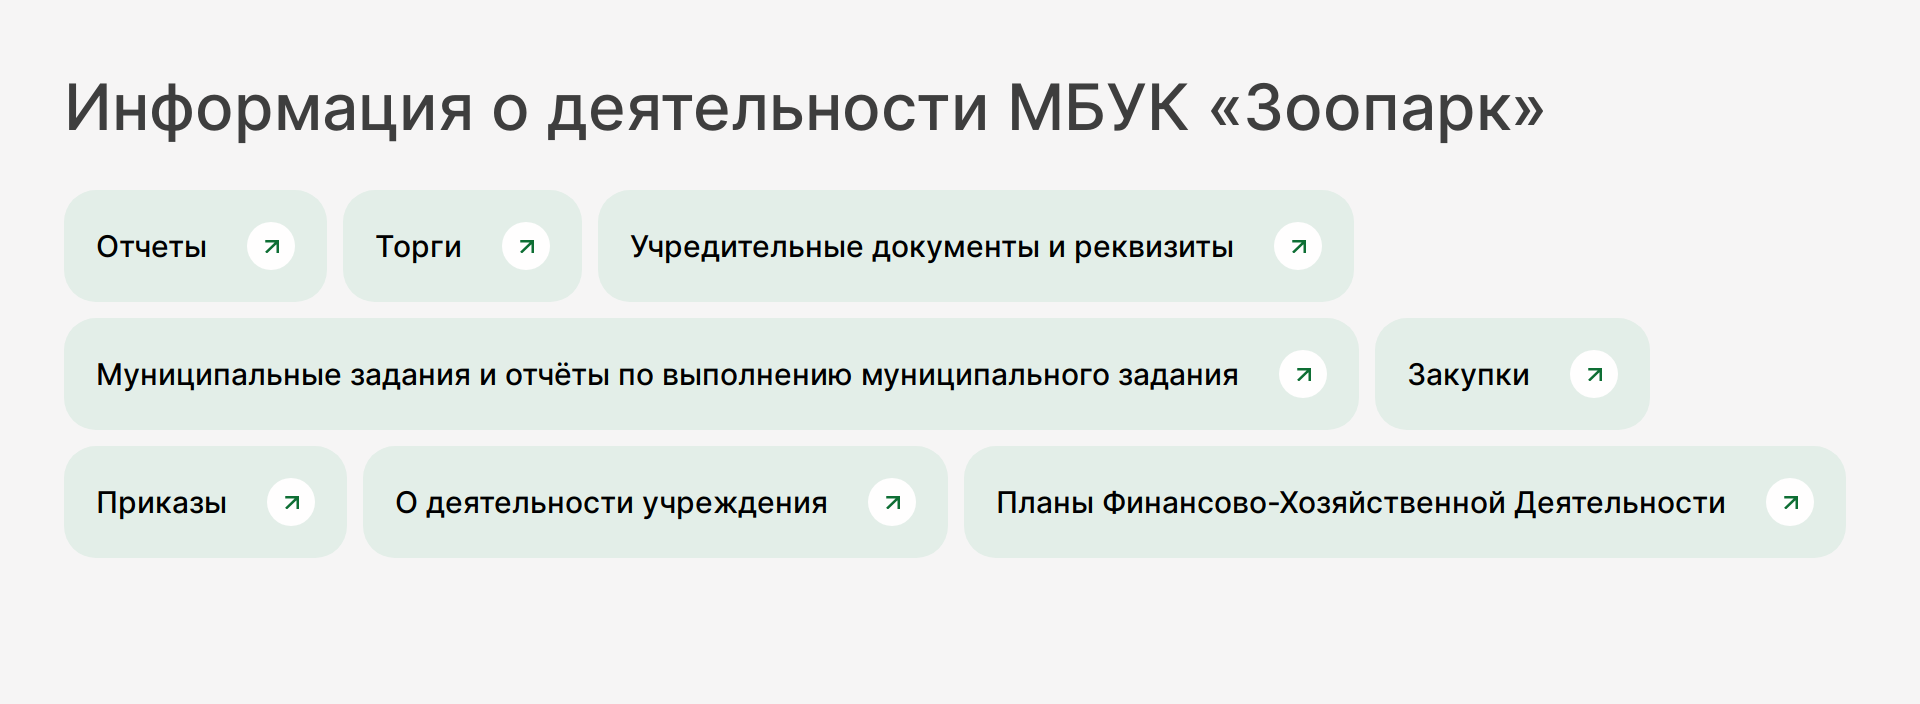 Информация о деятельности МБУК «Зоопарк»
Отчеты
Торги
Учредительные документы и реквизиты
Муниципальные задания и отчёты по выполнению муниципального задания
Закупки
Приказы
О деятельности учреждения
Планы Финансово-Хозяйственной Деятельности